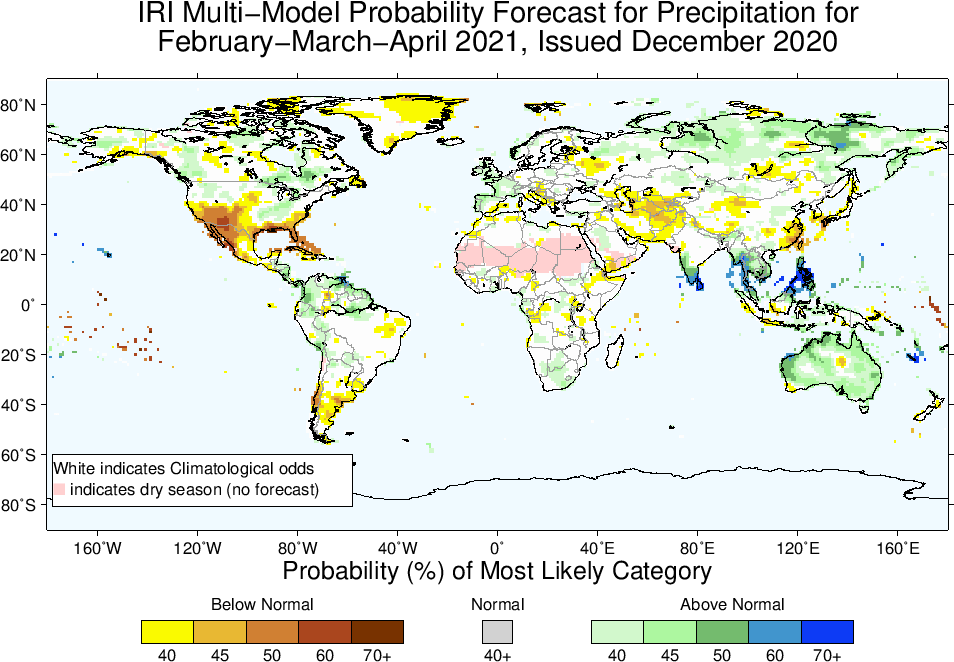 IRI Multi−Model Probability Forecast for Precipitation for
February−March−April 2021, Issued December 2020
80˚N
60˚N
40˚N
20˚N
0˚
20˚S
40˚S
60˚S
80˚S
White indicates Climatological odds
indicates dry season (no forecast)
160˚W 120˚W 80˚W 40˚W 0˚ 40˚E 80˚E 120˚E 160˚E
Probability (%) of Most Likely Category
Below Normal Normal Above Normal
40 45 50 60 70+ 40+ 40 45 50 60 70+